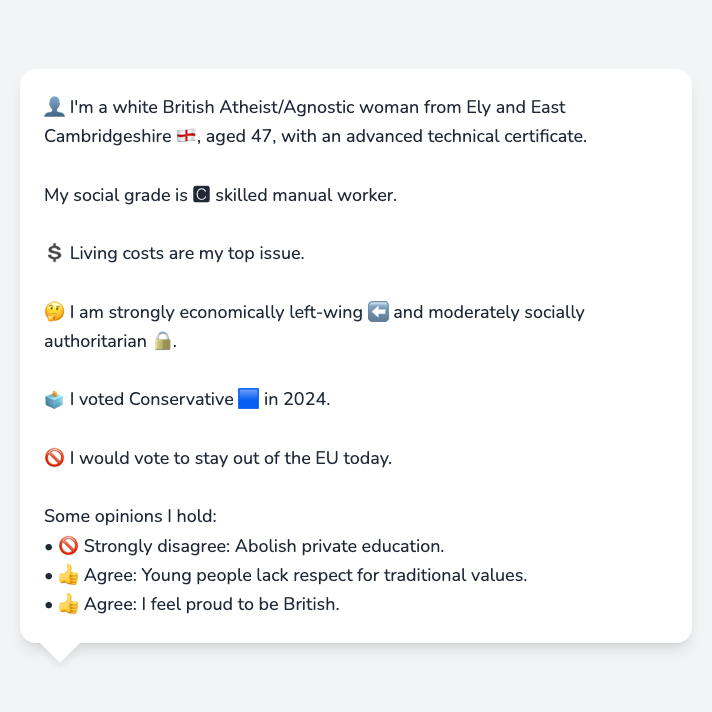 👤 I'm a white British Atheist/Agnostic woman from Ely and East
Cambridgeshire 🏴󠁧󠁢󠁥󠁮󠁧󠁿, aged 47, with an advanced technical certificate.
My social grade is C skilled manual worker.
💲 Living costs are my top issue.
🤔 I am strongly economically left-wing ⬅️ and moderately socially
authoritarian 🔒.
🗳️ I voted Conservative 🟦 in 2024.
🚫 I would vote to stay out of the EU today.
Some opinions I hold:
• 🚫 Strongly disagree: Abolish private education.
• 👍 Agree: Young people lack respect for traditional values.
• 👍 Agree: I feel proud to be British.